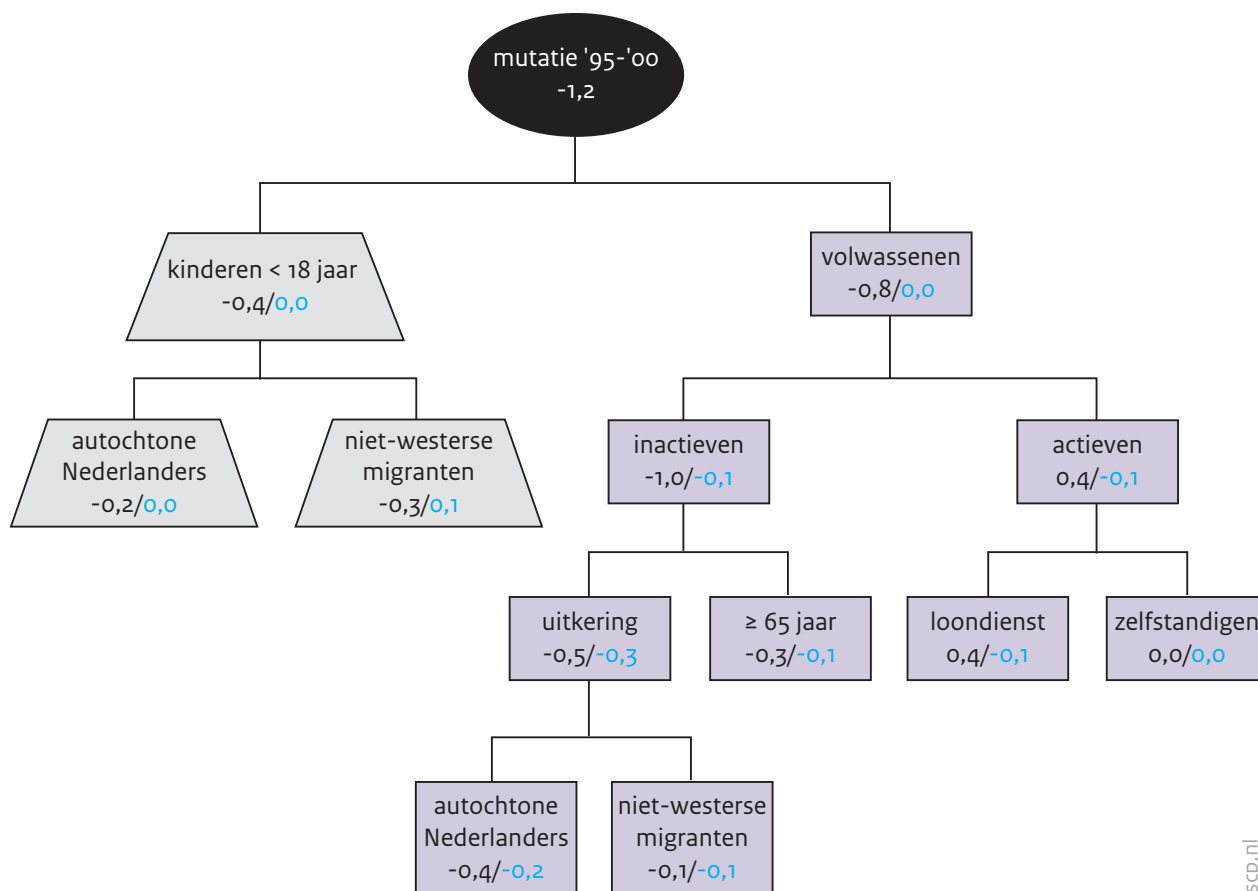 mutatie '95-'00
-1,2
kinderen < 18 jaar
-0,4/0,0
volwassenen
-0,8/0,0
autochtone
Nederlanders
-0,2/0,0
niet-westerse
migranten
-0,3/0,1
inactieven
-1,0/-0,1
actieven
0,4/-0,1
uitkering
-0,5/-0,3
≥ 65 jaar
-0,3/-0,1
loondienst
0,4/-0,1
zelfstandigen
0,0/0,0
autochtone
Nederlanders
-0,4/-0,2
niet-westerse
migranten
-0,1/-0,1
scp.nl